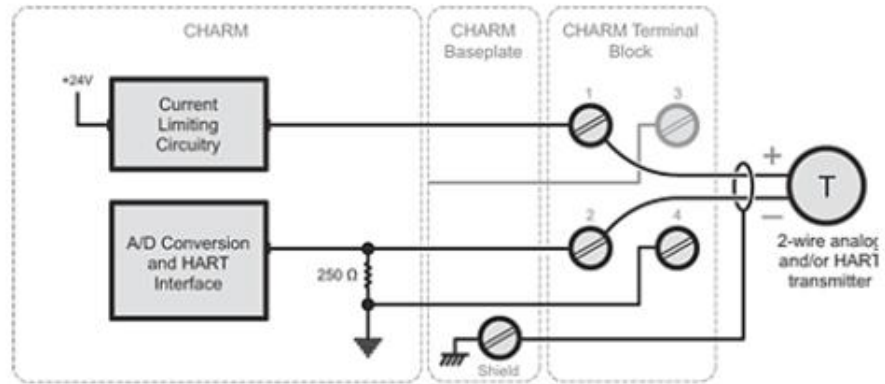 CHARM
CHARM
Baseplate
CHARM Terminal
Block
+24V
Current
Limiting
Circuitry
1
3
+
T
−
2-wire analog
and/or HART
transmitter
A/D Conversion
and HART
Interface
2
4
250 Ω
Shield